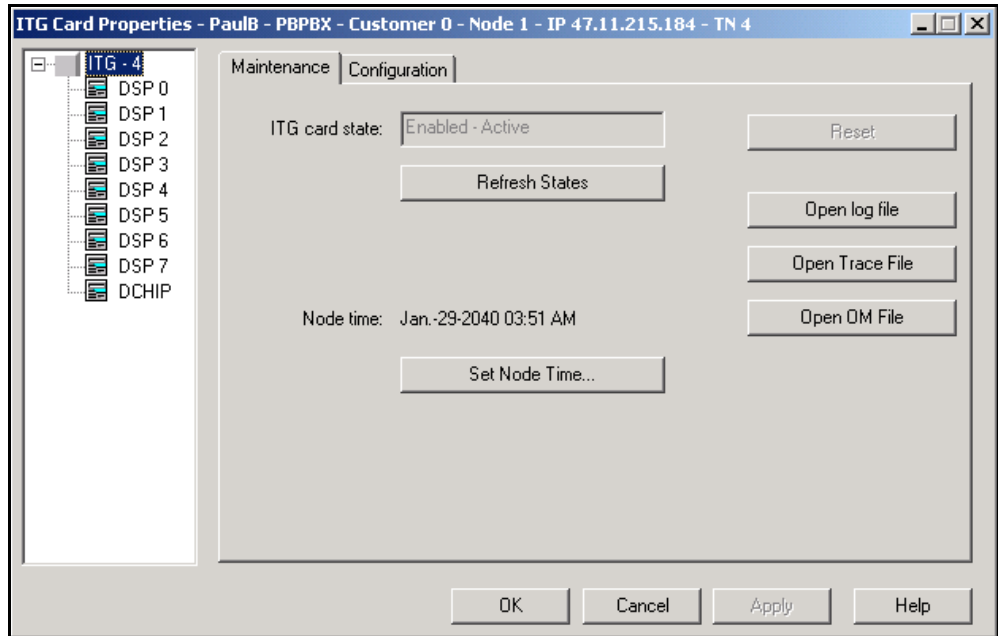 ITG Card Properties - PaulB - PBPBX - Customer 0 - Node 1 - IP 47.11.215.184 - TN 4
ITG - 4
DSP 0
DSP 1
DSP 2
DSP 3
DSP 4
DSP 5
DSP 6
DSP 7
DCHIP
Maintenance
Configuration
ITG card state:
Enabled - Active
Reset
Refresh States
Open log file
Open Trace File
Node time:
Jan.-29-2040 03:51 AM
Open OM File
Set Node Time...
OK
Cancel
Apply
Help